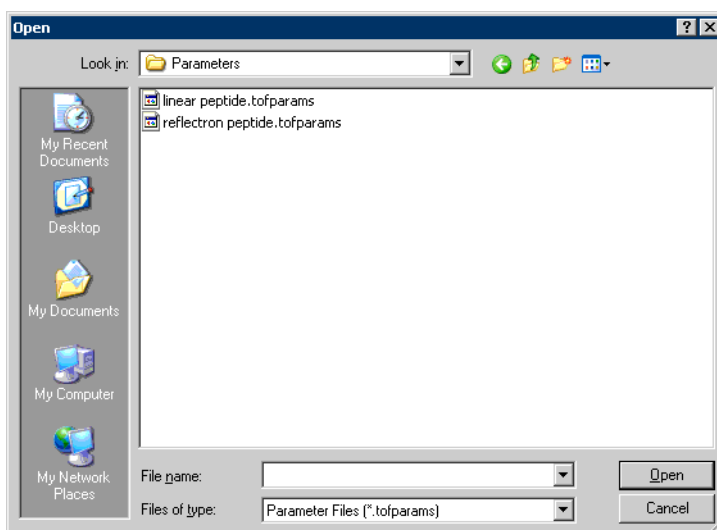 Open
Look in:
Parameters
linear peptide.tofparams
reflectron peptide.tofparams
My Recent
Documents
Desktop
My Documents
My Computer
My Network
Places
File name:
Open
Files of type:
Parameter Files (*.tofparams)
Cancel